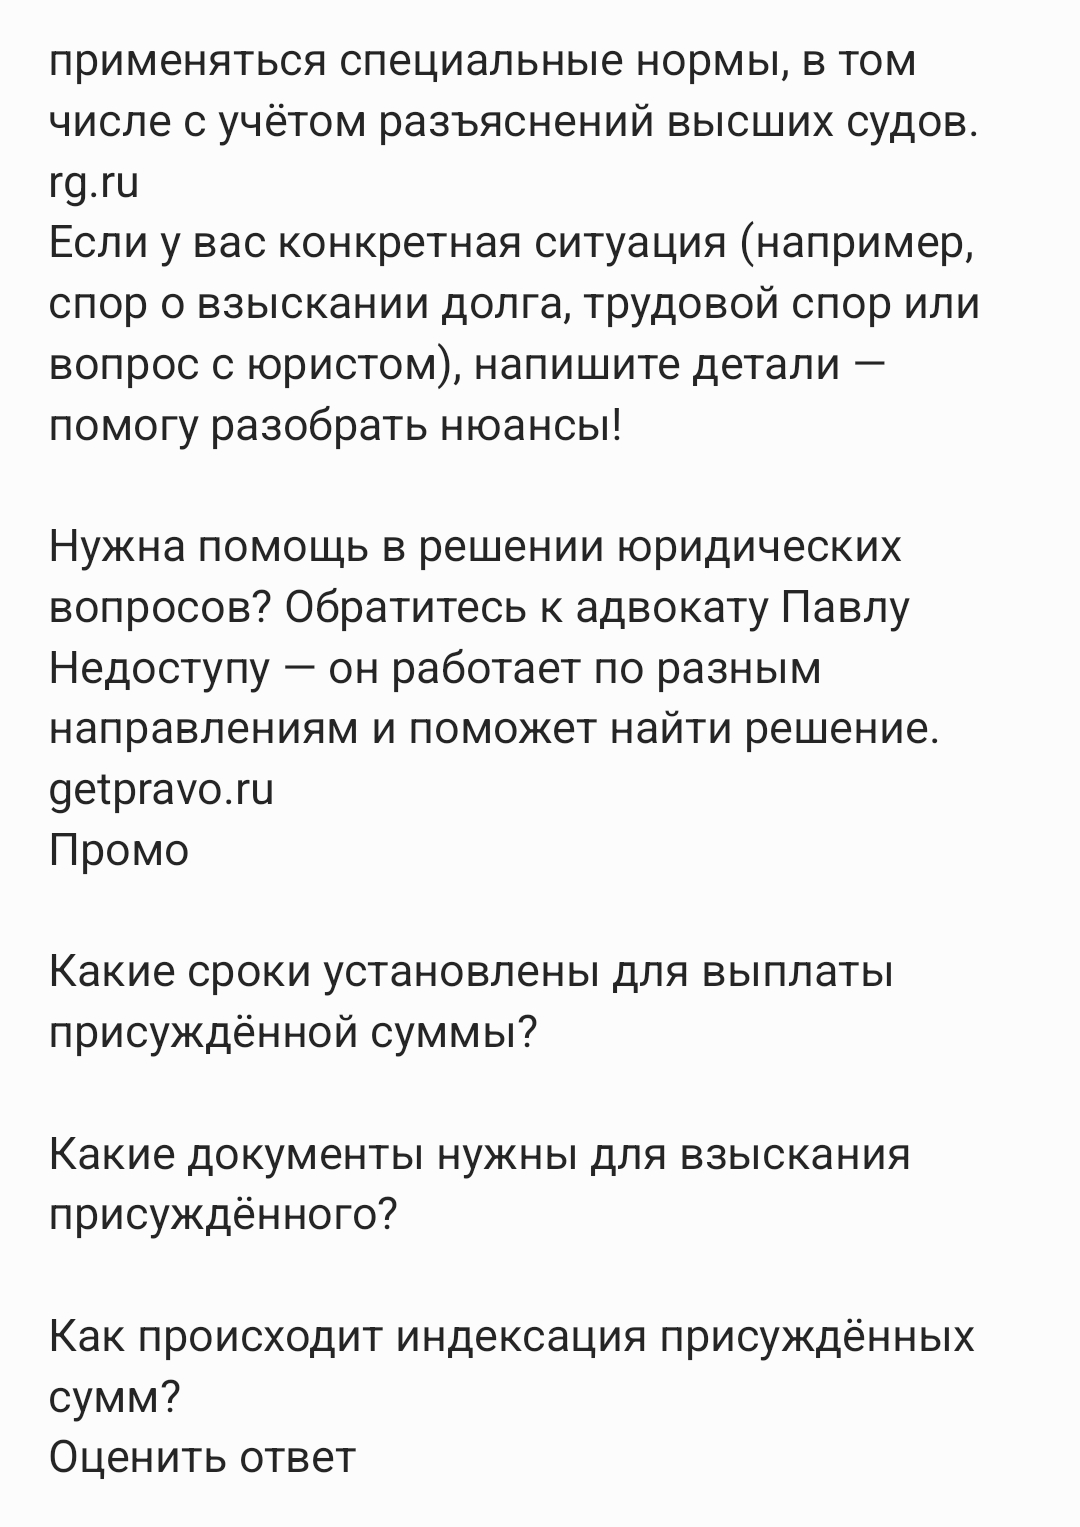 применяться специальные нормы, в том
числе с учётом разъяснений высших судов.
rg.ru
Если у вас конкретная ситуация (например,
спор о взыскании долга, трудовой спор или
вопрос с юристом), напишите детали —
помогу разобрать нюансы!
Нужна помощь в решении юридических
вопросов? Обратитесь к адвокату Павлу
Недоступу — он работает по разным
направлениям и поможет найти решение.
getpravo.ru
Промо
Какие сроки установлены для выплаты
присуждённой суммы?
Какие документы нужны для взыскания
присуждённого?
Как происходит индексация присуждённых
сумм?
Оценить ответ